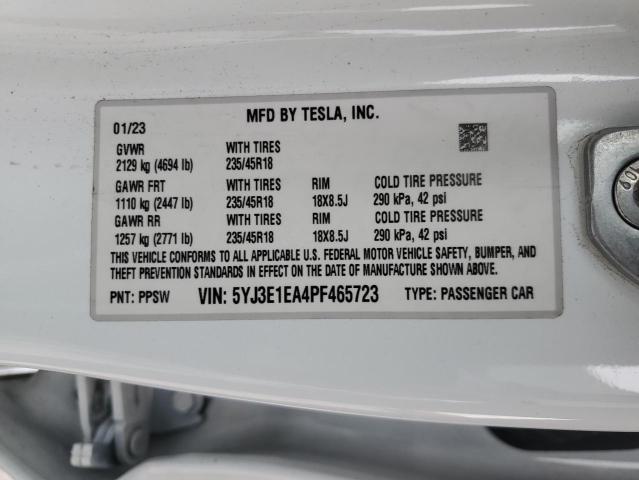 MFD BY TESLA, INC.
01/23
GVWR WITH TIRES
2129 kg (4694 lb) 235/45R18
GAWR FRT WITH TIRES RIM COLD TIRE PRESSURE
1110 kg (2447 lb) 235/45R18 18X8.5J 290 kPa, 42 psi
GAWR RR WITH TIRES RIM COLD TIRE PRESSURE
1257 kg (2771 lb) 235/45R18 18X8.5J 290 kPa, 42 psi
THIS VEHICLE CONFORMS TO ALL APPLICABLE U.S. FEDERAL MOTOR VEHICLE SAFETY, BUMPER, AND
THEFT PREVENTION STANDARDS IN EFFECT ON THE DATE OF MANUFACTURE SHOWN ABOVE.
PNT: PPSW VIN: 5YJ3E1EA4PF465723 TYPE: PASSENGER CAR